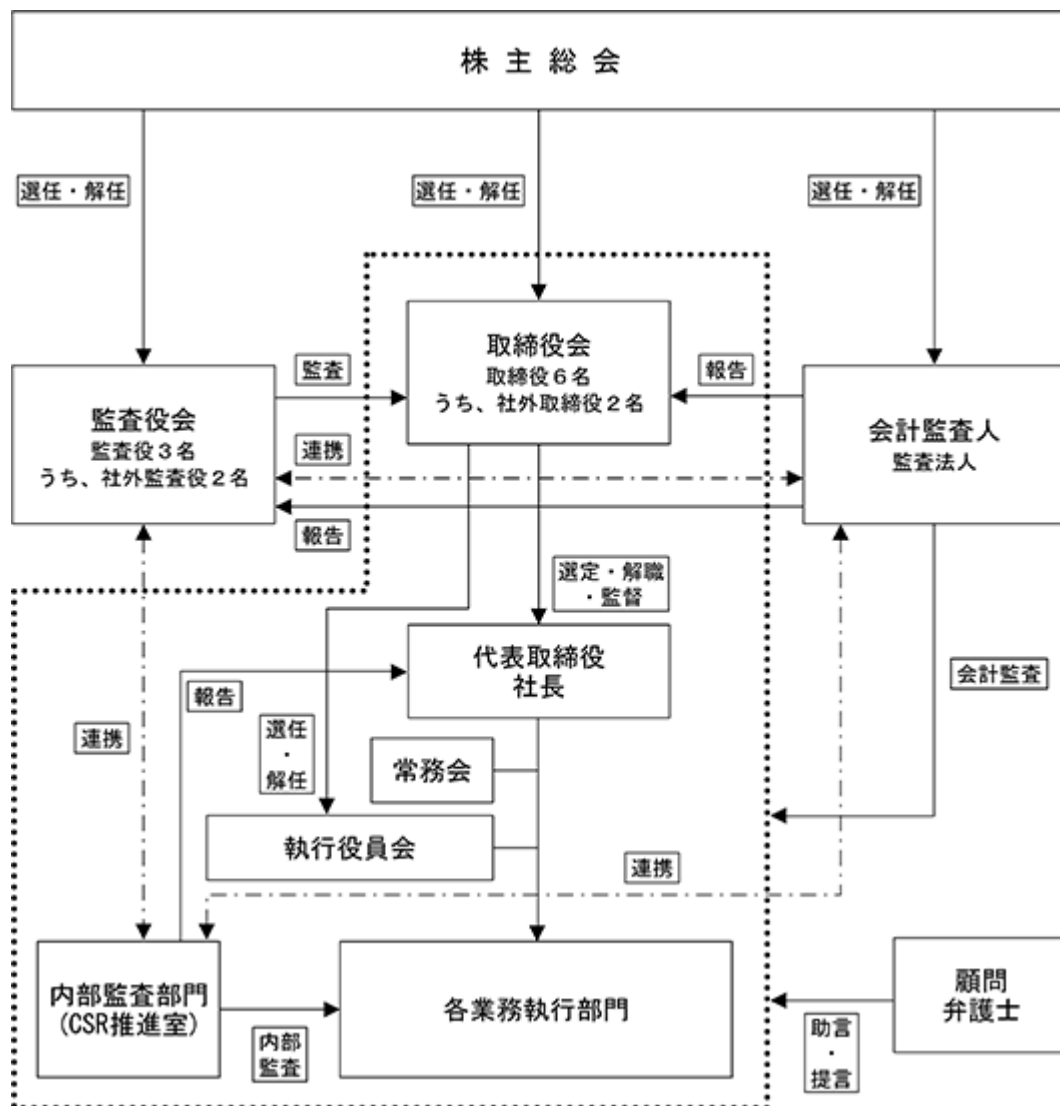 株主総会
選任・解任
選任・解任
選任・解任
取締役会
取締役6名
うち、社外取締役2名
監査
報告
監査役会
監査役3名
うち、社外監査役2名
会計監査人
監査法人
連携
報告
選定・解職
・監督
代表取締役
社長
報告
会計監査
連携
選任
・
解任
常務会
執行役員会
連携
内部監査部門
(CSR推進室)
各業務執行部門
顧問
弁護士
内部
監査
助言
・
提言